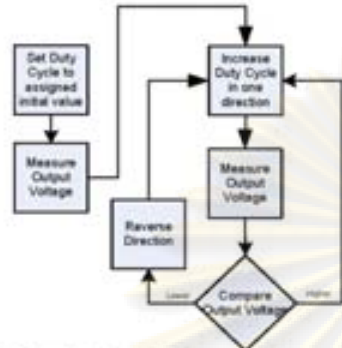 Set Duty
Cycle to
assigned
initial value
Measure
Output
Voltage
Increase
Duty Cycle
in one
direction
Measure
Output
Voltage
Reverse
Direction
Compare
Output Voltage
Lower
Higher